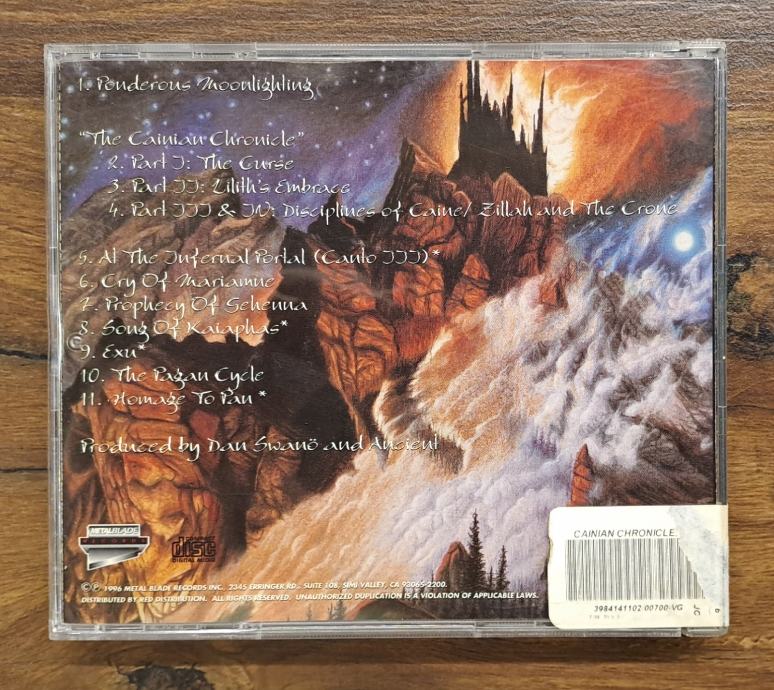 1. Ponderous Moonlighting
"The Cainian Chronicle"
2. Part I: The Curse
3. Part II: Lilith's Embrace
4. Part III & IV: Disciplines of Caine/ Zillah and The Crone
5. At The Infernal Portal (Canto III)*
6. Cry Of Mariamne
7. Prophecy Of Gehenna
8. Song Of Kaiaphas*
9. Exu*
10. The Pagan Cycle
11. Homage To Pan *
Produced by Dan Swanö and Ancient
METAL BLADE
RECORDS
COMPACT
disc
DIGITAL AUDIO
©℗ 1996 METAL BLADE RECORDS INC. 2345 ERRINGER RD., SUITE 108, SIMI VALLEY, CA 93065-2200.
DISTRIBUTED BY RED DISTRIBUTION. ALL RIGHTS RESERVED. UNAUTHORIZED DUPLICATION IS A VIOLATION OF APPLICABLE LAWS.
CAINIAN CHRONICLE
3984141102 00700-VG
JC